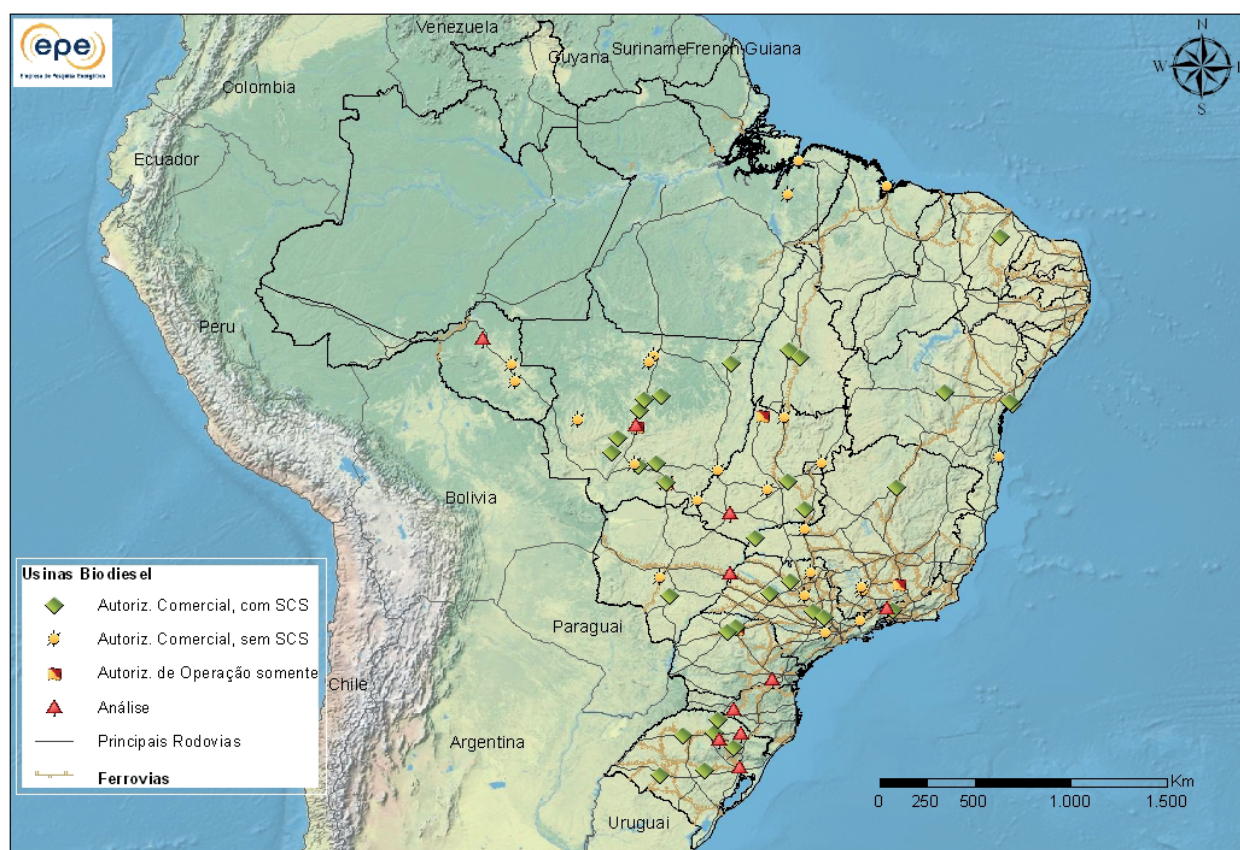 epe
Empresa de Pesquisa Energética
Venezuela
Guyana
Suriname
French-Guiana
Colombia
Ecuador
Peru
Bolivia
Paraguai
Chile
Argentina
Uruguai
N
W
S
Usinas Biodiesel
Autoriz. Comercial, com SCS
Autoriz. Comercial, sem SCS
Autoriz. de Operação somente
Análise
Principais Rodovias
Ferrovias
Km
0 250 500 1.000 1.500